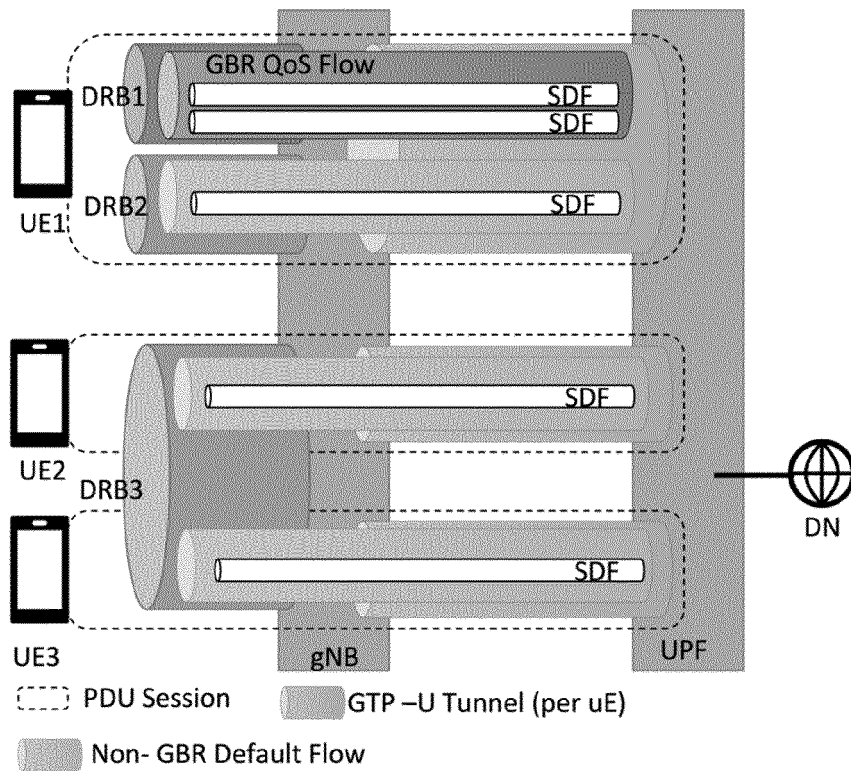 GBR QoS Flow
DRB1
SDF
SDF
UE1
DRB2
SDF
SDF
UE2
DRB3
DN
SDF
UE3
gNB
UPF
PDU Session
GTP –U Tunnel (per uE)
Non- GBR Default Flow